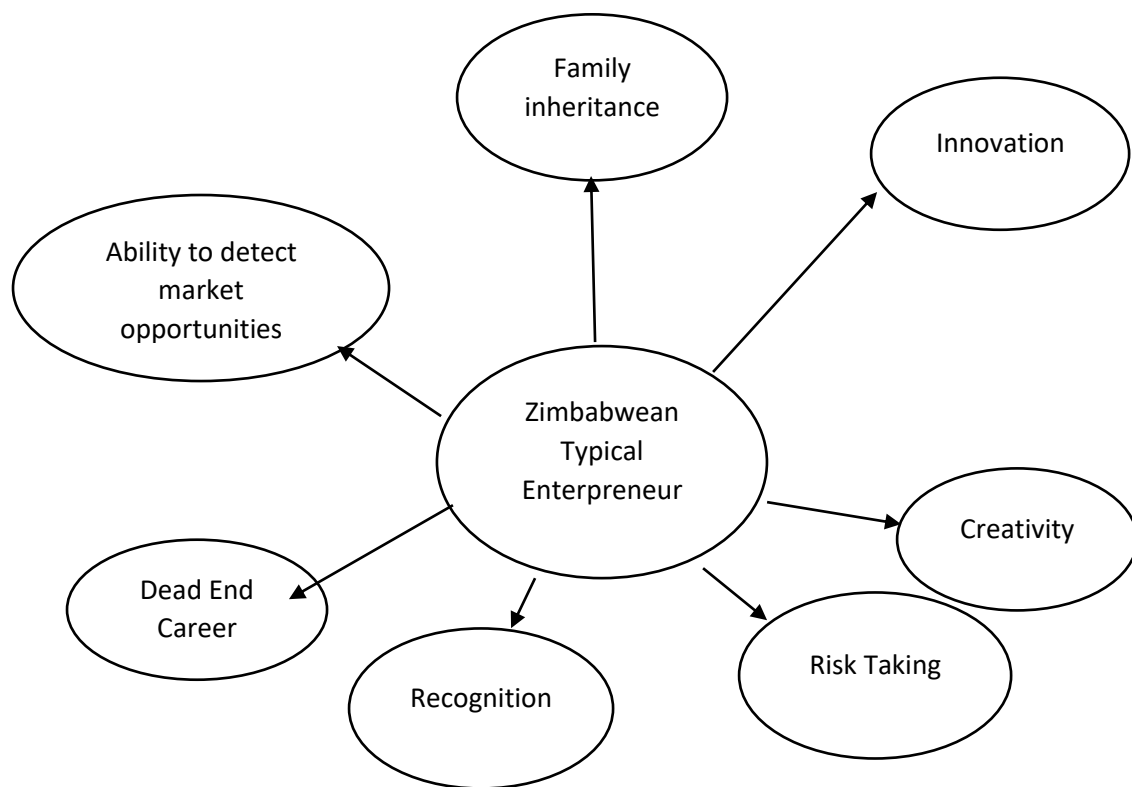 Family
inheritance
Innovation
Ability to detect
market
opportunities
Zimbabwean
Typical
Enterpreneur
Creativity
Dead End
Career
Risk Taking
Recognition